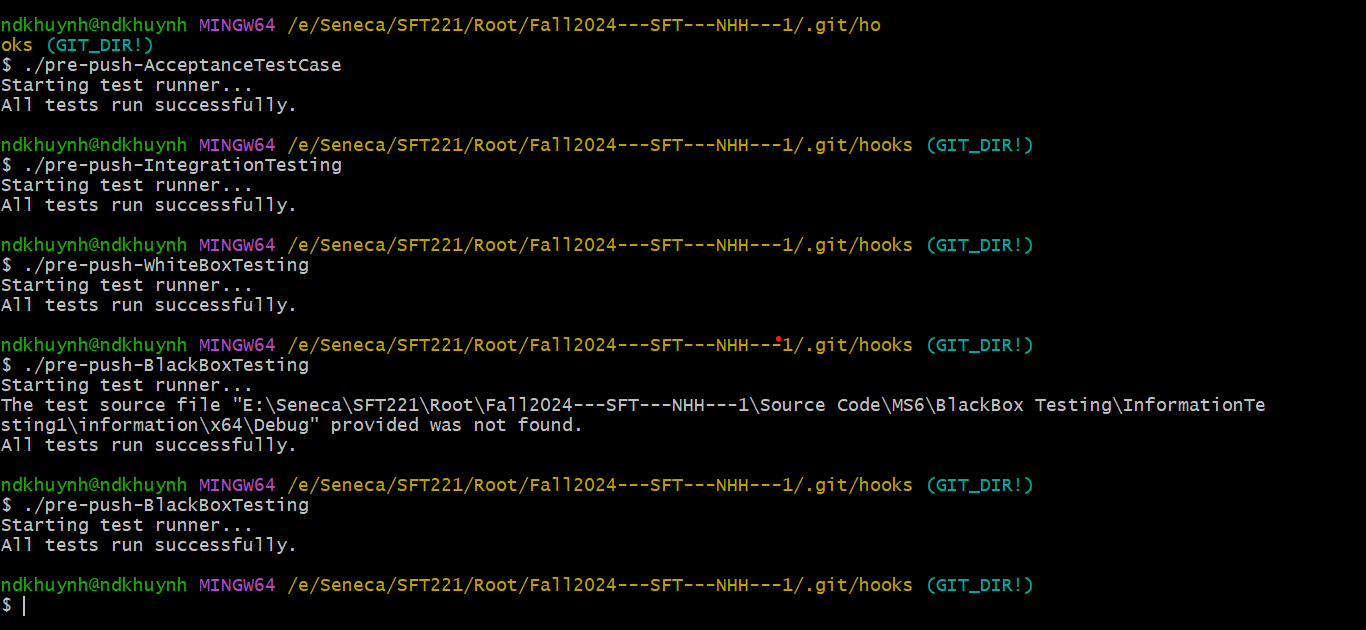 ndkhuynh@ndkhuynh MINGW64 /e/Seneca/SFT221/Root/Fall2024---SFT---NHH---1/.git/ho
oks (GIT_DIR!)
$ ./pre-push-AcceptanceTestCase
Starting test runner...
All tests run successfully.
ndkhuynh@ndkhuynh MINGW64 /e/Seneca/SFT221/Root/Fall2024---SFT---NHH---1/.git/hooks (GIT_DIR!)
$ ./pre-push-IntegrationTesting
Starting test runner...
All tests run successfully.
ndkhuynh@ndkhuynh MINGW64 /e/Seneca/SFT221/Root/Fall2024---SFT---NHH---1/.git/hooks (GIT_DIR!)
$ ./pre-push-WhiteBoxTesting
Starting test runner...
All tests run successfully.
ndkhuynh@ndkhuynh MINGW64 /e/Seneca/SFT221/Root/Fall2024---SFT---NHH---1/.git/hooks (GIT_DIR!)
$ ./pre-push-BlackBoxTesting
Starting test runner...
The test source file "E:\Seneca\SFT221\Root\Fall2024---SFT---NHH---1\Source Code\MS6\BlackBox Testing\InformationTe
sting1\information\x64\Debug" provided was not found.
All tests run successfully.
ndkhuynh@ndkhuynh MINGW64 /e/Seneca/SFT221/Root/Fall2024---SFT---NHH---1/.git/hooks (GIT_DIR!)
$ ./pre-push-BlackBoxTesting
Starting test runner...
All tests run successfully.
ndkhuynh@ndkhuynh MINGW64 /e/Seneca/SFT221/Root/Fall2024---SFT---NHH---1/.git/hooks (GIT_DIR!)
$